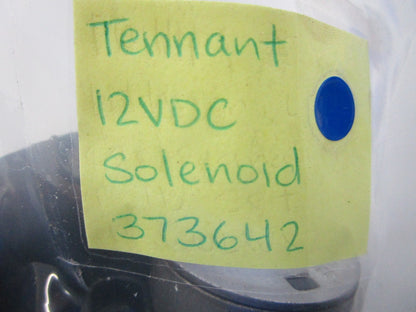 Tennant
12VDC
Solenoid
373642